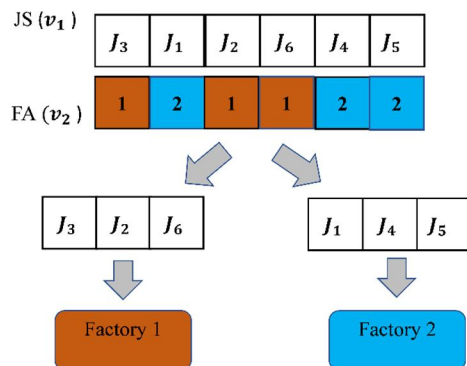 JS (v₁) J₃ J₁ J₂ J₆ J₄ J₅
FA (v₂) 1 2 1 1 2 2
J₃ J₂ J₆ J₁ J₄ J₅
Factory 1 Factory 2